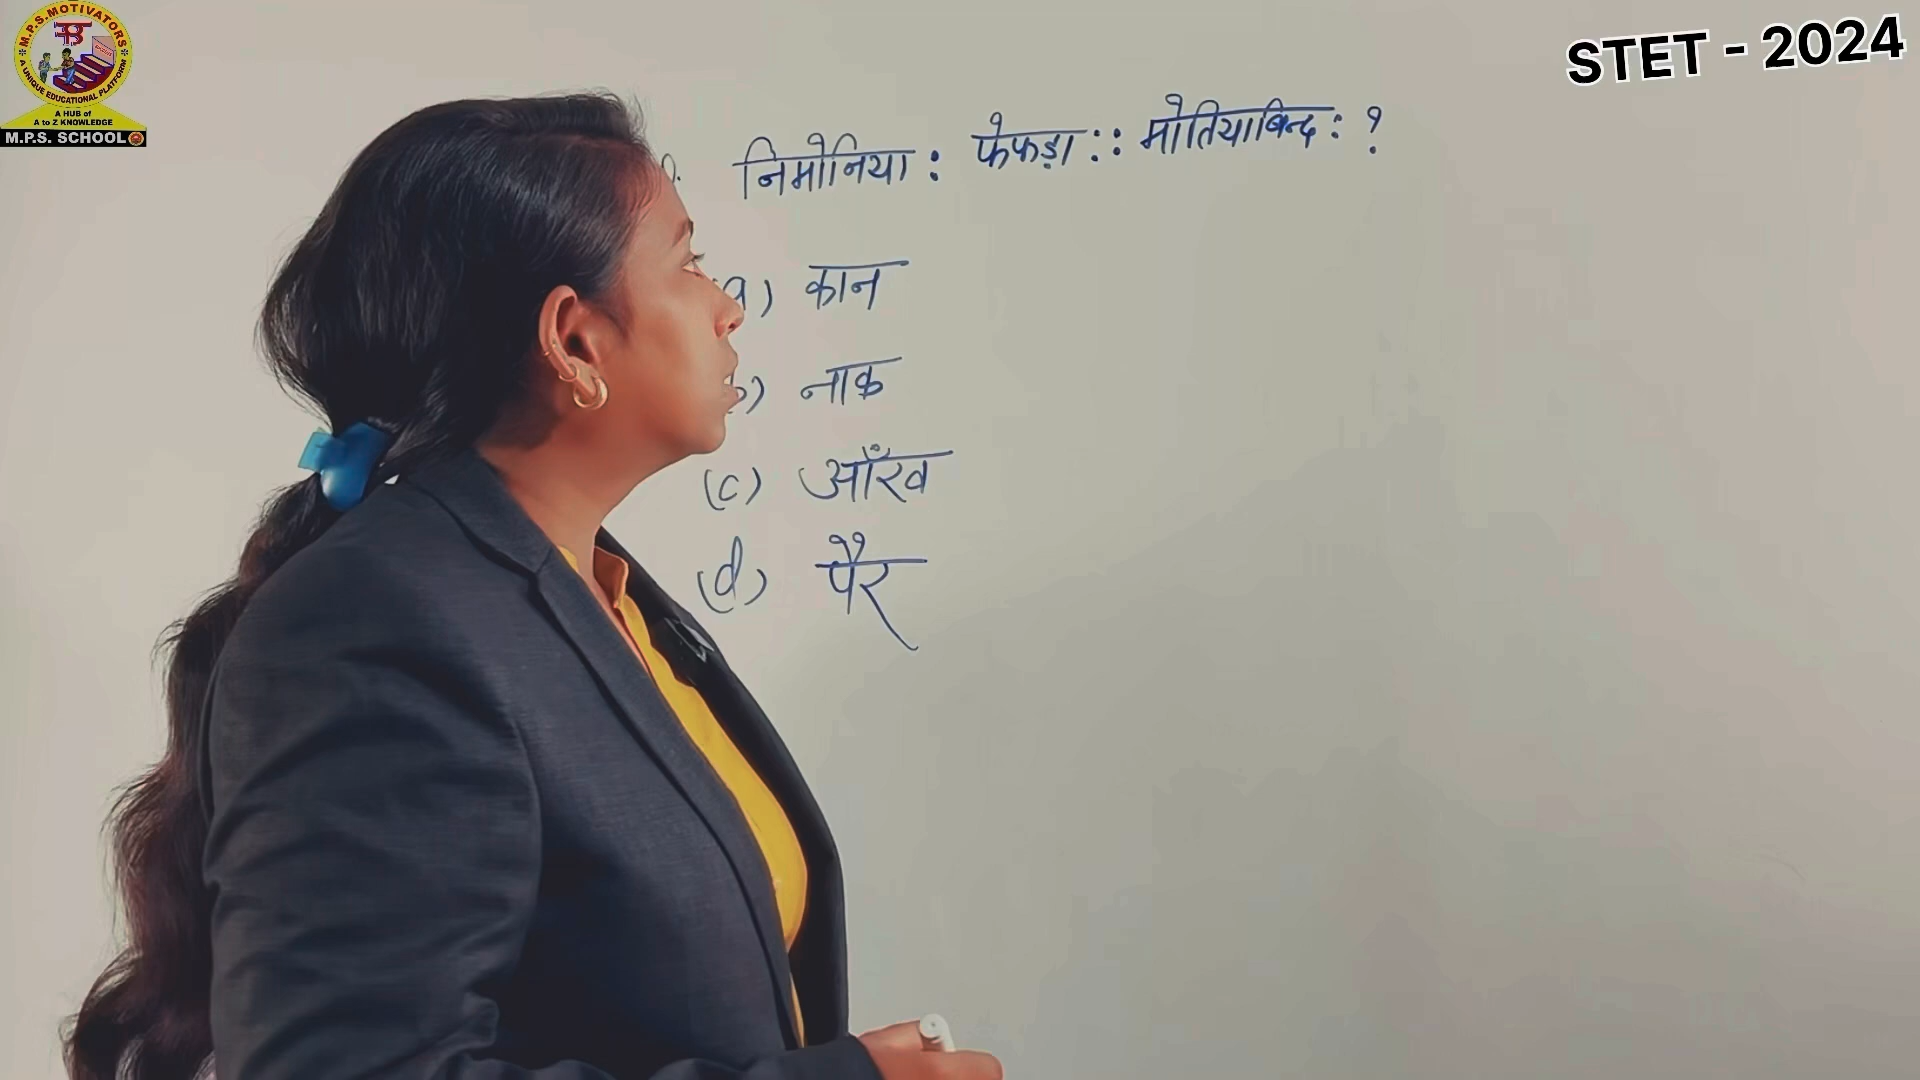 M.P.S. MOTIVATORS
A UNIQUE EDUCATIONAL PLATFORM
A HUB of
A to Z KNOWLEDGE
M.P.S. SCHOOL
STET - 2024
निमोनिया : फेफड़ा :: मोतियाबिन्द : ?
(a) कान
(b) नाक
(c) आँख
(d) पैर